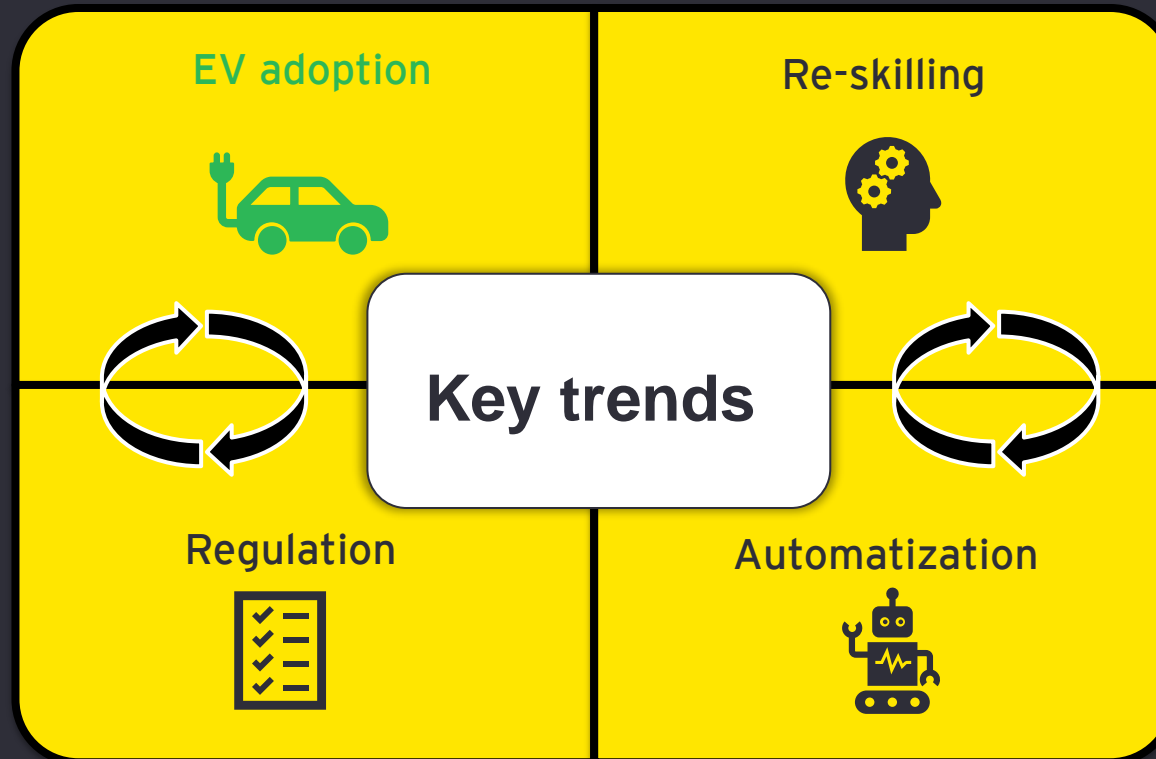 EV adoption
Re-skilling
Key trends
Regulation
Automatization